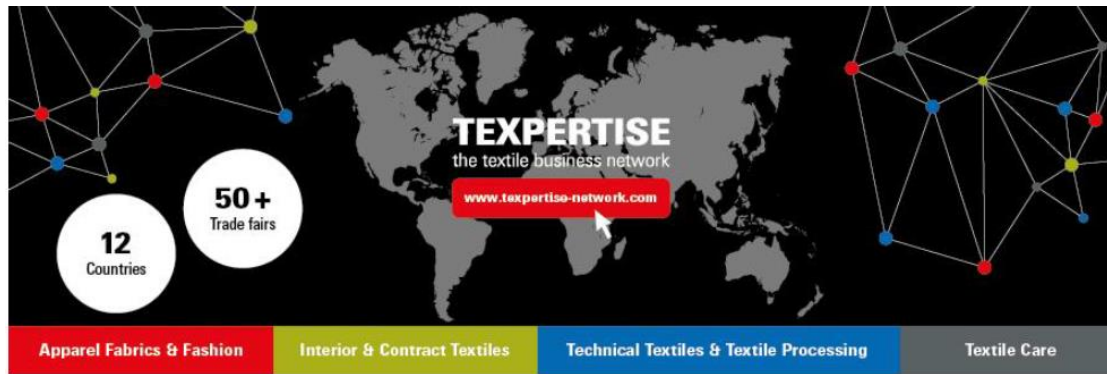 TEXPERTISE
the textile business network
www.texpertise-network.com
50+
Trade fairs
12
Countries
Apparel Fabrics & Fashion
Interior & Contract Textiles
Technical Textiles & Textile Processing
Textile Care